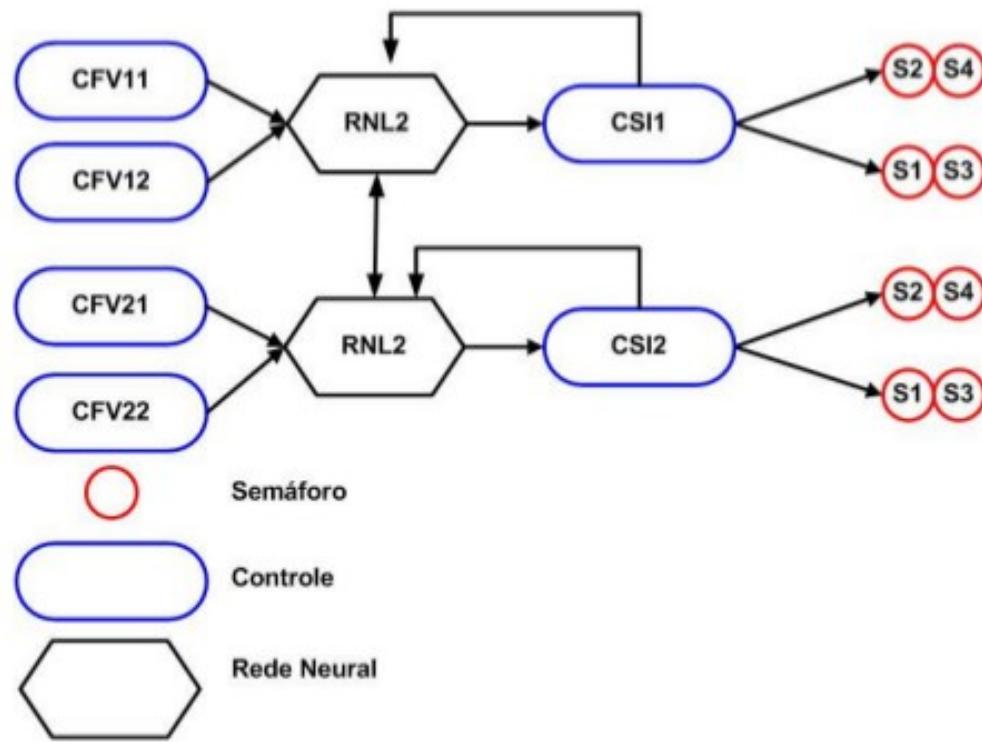 CFV11
RNL2
CSI1
S2 S4
CFV12
S1 S3
CFV21
RNL2
CSI2
S2 S4
CFV22
S1 S3
Semáforo
Controle
Rede Neural